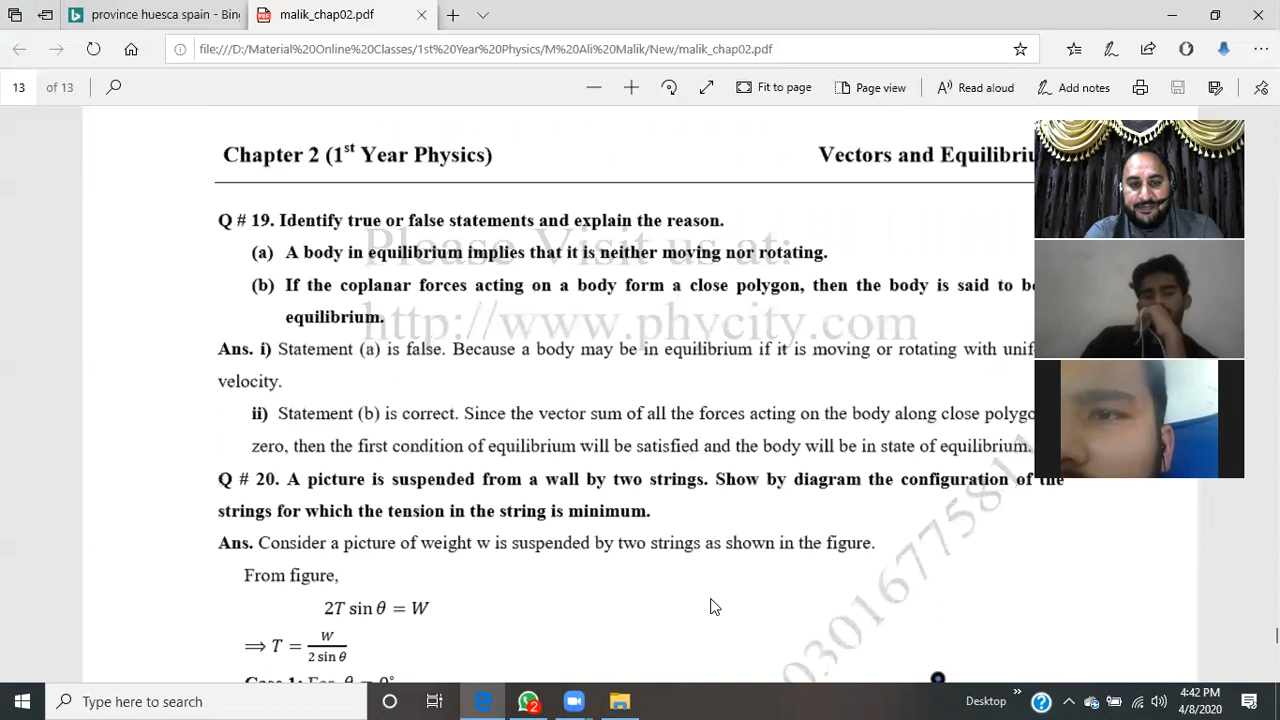 province huesca spain - Bing
malik_chap02.pdf
file:///D:/Material%20Online%20Classes/1st%20Year%20Physics/M%20Ali%20Malik/New/malik_chap02.pdf
13 of 13
Fit to page
Page view
Read aloud
Add notes
Chapter 2 (1st Year Physics)
Vectors and Equilibriu
Q # 19. Identify true or false statements and explain the reason.
Please Visit us at:
(a) A body in equilibrium implies that it is neither moving nor rotating.
(b) If the coplanar forces acting on a body form a close polygon, then the body is said to be
equilibrium.
http://www.phycity.com
Ans. i) Statement (a) is false. Because a body may be in equilibrium if it is moving or rotating with unif
velocity.
ii) Statement (b) is correct. Since the vector sum of all the forces acting on the body along close polygo
zero, then the first condition of equilibrium will be satisfied and the body will be in state of equilibrium.
Q # 20. A picture is suspended from a wall by two strings. Show by diagram the configuration of the
strings for which the tension in the string is minimum.
Ans. Consider a picture of weight w is suspended by two strings as shown in the figure.
From figure,
2T sin θ = W
⟹ T = W / 2 sin θ
Case 1: For θ = 0°
03016775811
Type here to search
2
Desktop
4:42 PM
4/8/2020